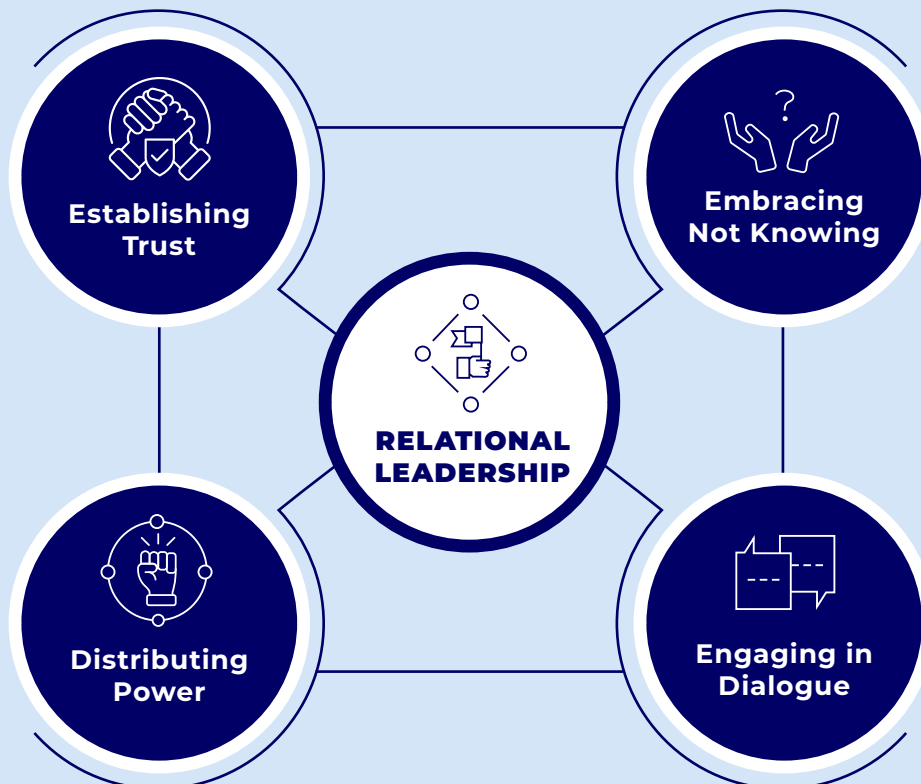 Establishing
Trust
Embracing
Not Knowing
?
RELATIONAL
LEADERSHIP
Distributing
Power
Engaging in
Dialogue